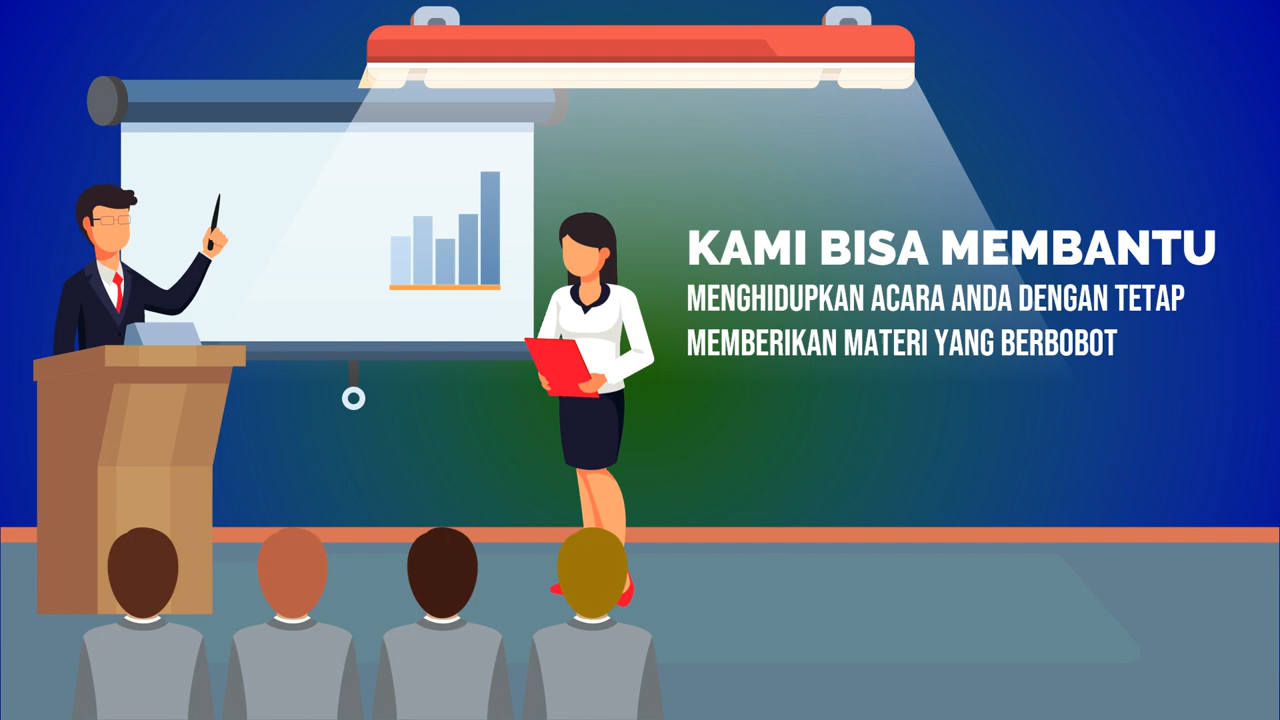 KAMI BISA MEMBANTU
MENGHIDUPKAN ACARA ANDA DENGAN TETAP
MEMBERIKAN MATERI YANG BERBOBOT